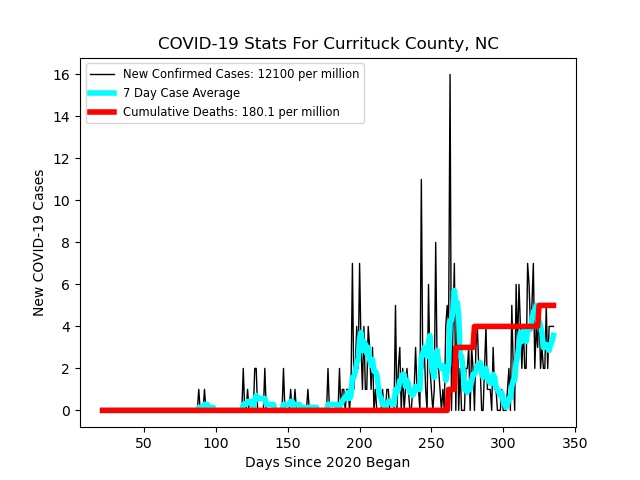 COVID-19 Stats For Currituck County, NC
New Confirmed Cases: 12100 per million
7 Day Case Average
Cumulative Deaths: 180.1 per million
New COVID-19 Cases
16
14
12
10
8
6
4
2
0
50
100
150
200
250
300
350
Days Since 2020 Began